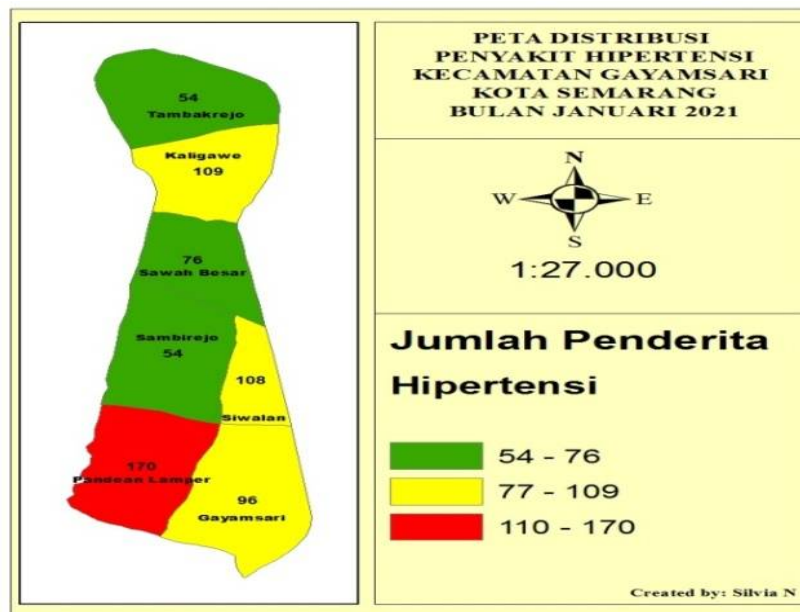 54
Tambakrejo
Kaligawe
109
76
Sawah Besar
Sambirejo
54
108
Siwalan
170
Pandean Lamper
96
Gayamsari
PETA DISTRIBUSI
PENYAKIT HIPERTENSI
KECAMATAN GAYAMSARI
KOTA SEMARANG
BULAN JANUARI 2021
N
W E
S
1:27.000
Jumlah Penderita
Hipertensi
54 - 76
77 - 109
110 - 170
Created by: Silvia N